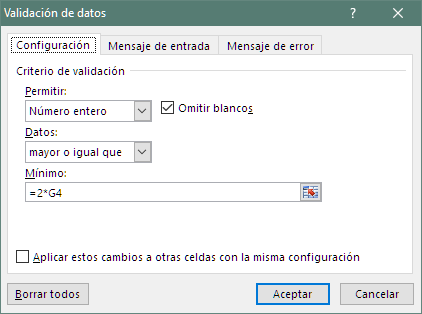 Validación de datos
?
Configuración Mensaje de entrada Mensaje de error
Criterio de validación
Permitir:
Número entero Omitir blancos
Datos:
mayor o igual que
Mínimo:
=2*G4
Aplicar estos cambios a otras celdas con la misma configuración
Borrar todos Aceptar Cancelar